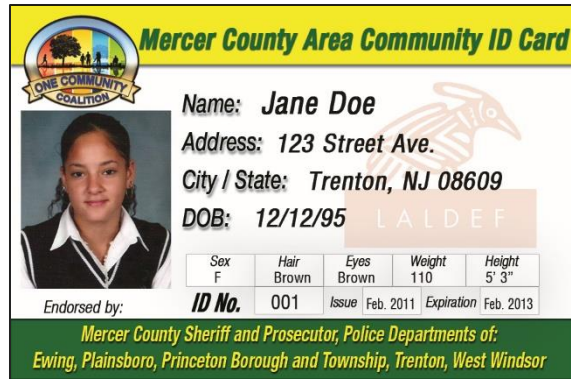 Mercer County Area Community ID Card
ONE COMMUNITY
COALITION
Name: Jane Doe
Address: 123 Street Ave.
City / State: Trenton, NJ 08609
DOB: 12/12/95
LALDEF
Sex Hair Eyes Weight Height
F Brown Brown 110 5' 3”
Endorsed by:
ID No. 001 Issue Feb. 2011 Expiration Feb. 2013
Mercer County Sheriff and Prosecutor, Police Departments of:
Ewing, Plainsboro, Princeton Borough and Township, Trenton, West Windsor